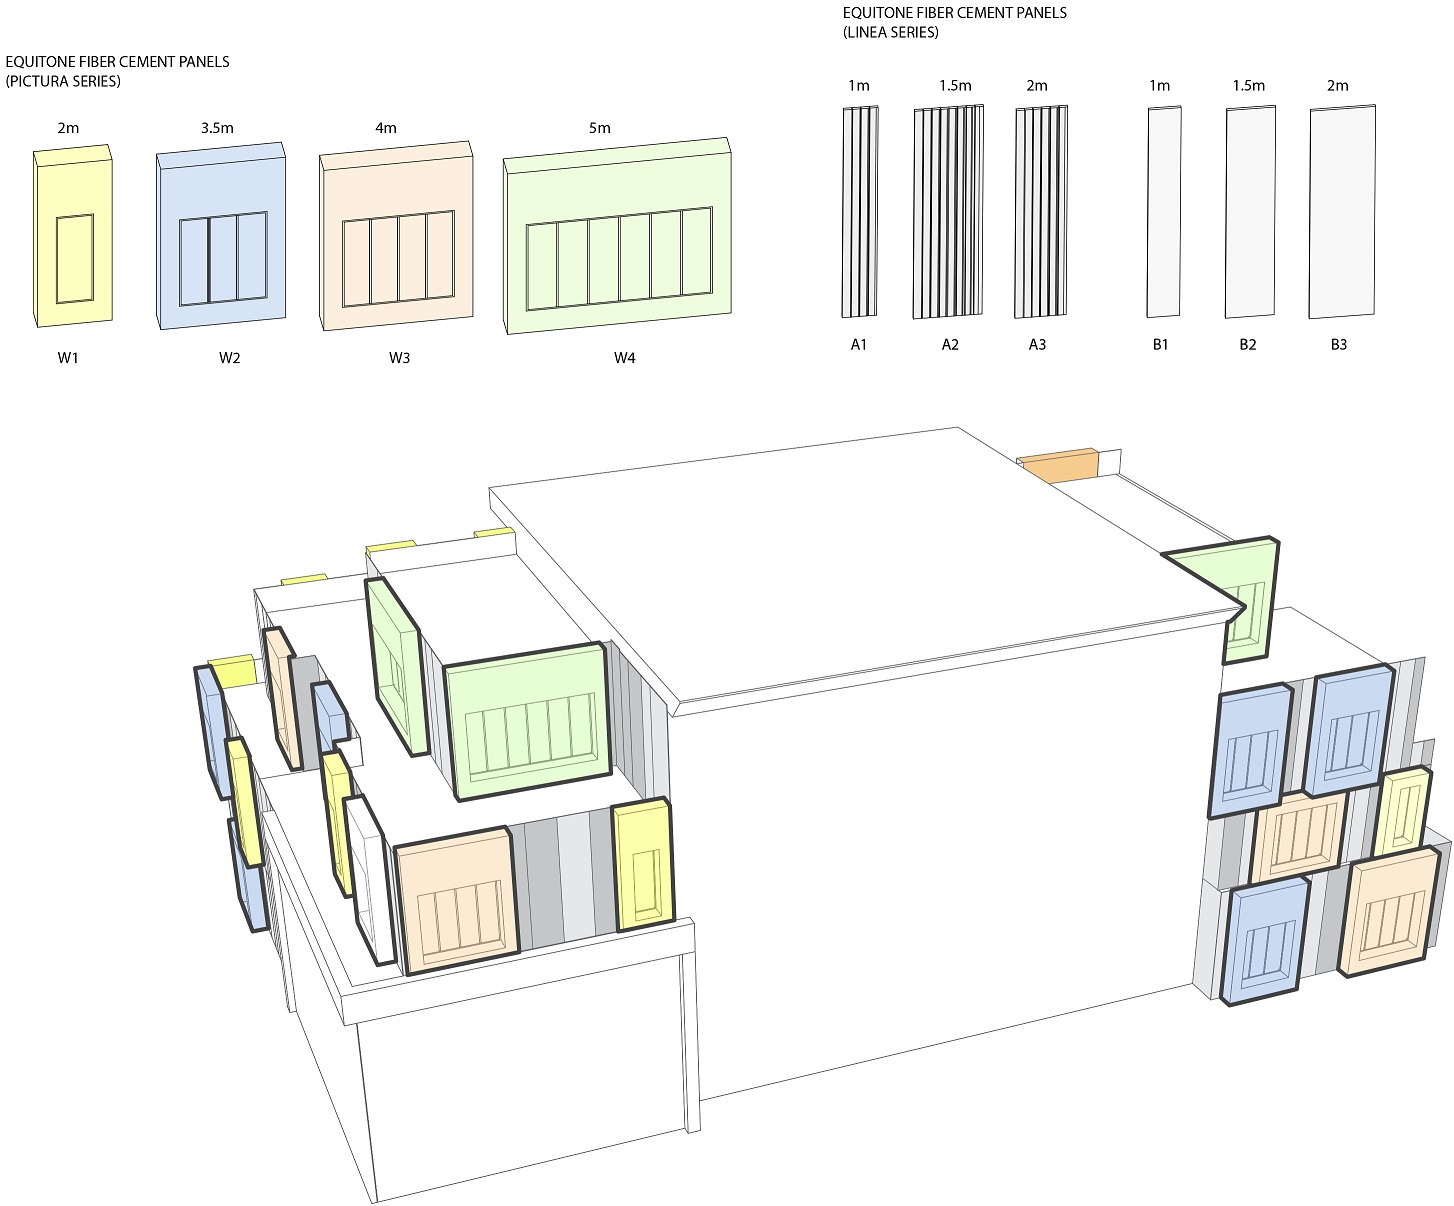 EQUITONE FIBER CEMENT PANELS
(PICTURA SERIES)
2m 3.5m 4m 5m
W1 W2 W3 W4
EQUITONE FIBER CEMENT PANELS
(LINEA SERIES)
1m 1.5m 2m 1m 1.5m 2m
A1 A2 A3 B1 B2 B3